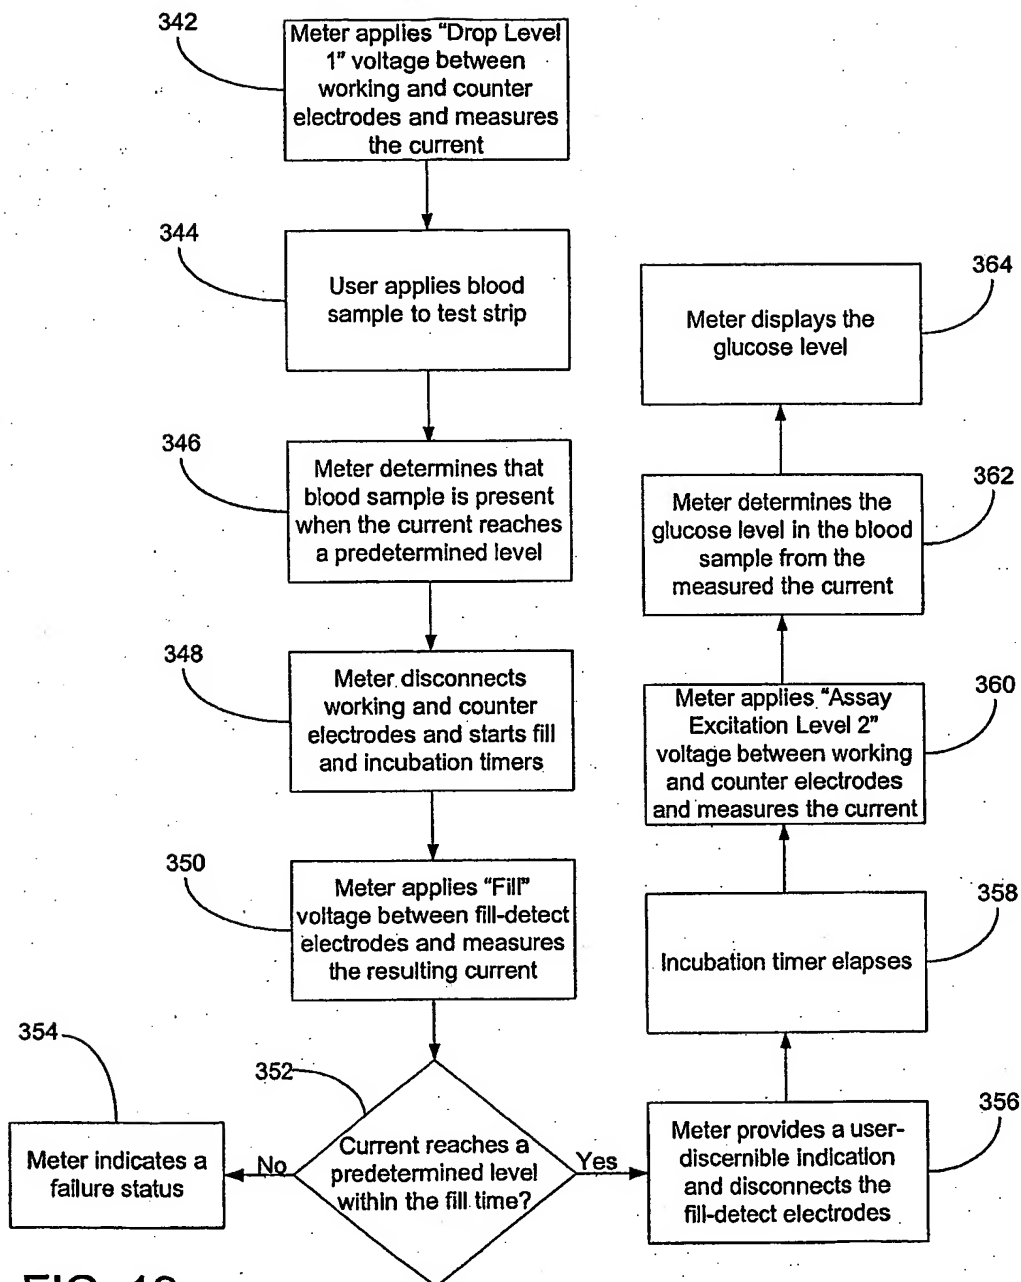 342
Meter applies “Drop Level
1” voltage between
working and counter
electrodes and measures
the current
344
User applies blood
sample to test strip
346
Meter determines that
blood sample is present
when the current reaches
a predetermined level
348
Meter disconnects
working and counter
electrodes and starts fill
and incubation timers
350
Meter applies “Fill”
voltage between fill-detect
electrodes and measures
the resulting current
352
Current reaches a
predetermined level
within the fill time?
No
Yes
354
Meter indicates a
failure status
356
Meter provides a user-
discernible indication
and disconnects the
fill-detect electrodes
358
Incubation timer elapses
360
Meter applies “Assay
Excitation Level 2”
voltage between working
and counter electrodes
and measures the current
362
Meter determines the
glucose level in the blood
sample from the
measured the current
364
Meter displays the
glucose level
FIG.